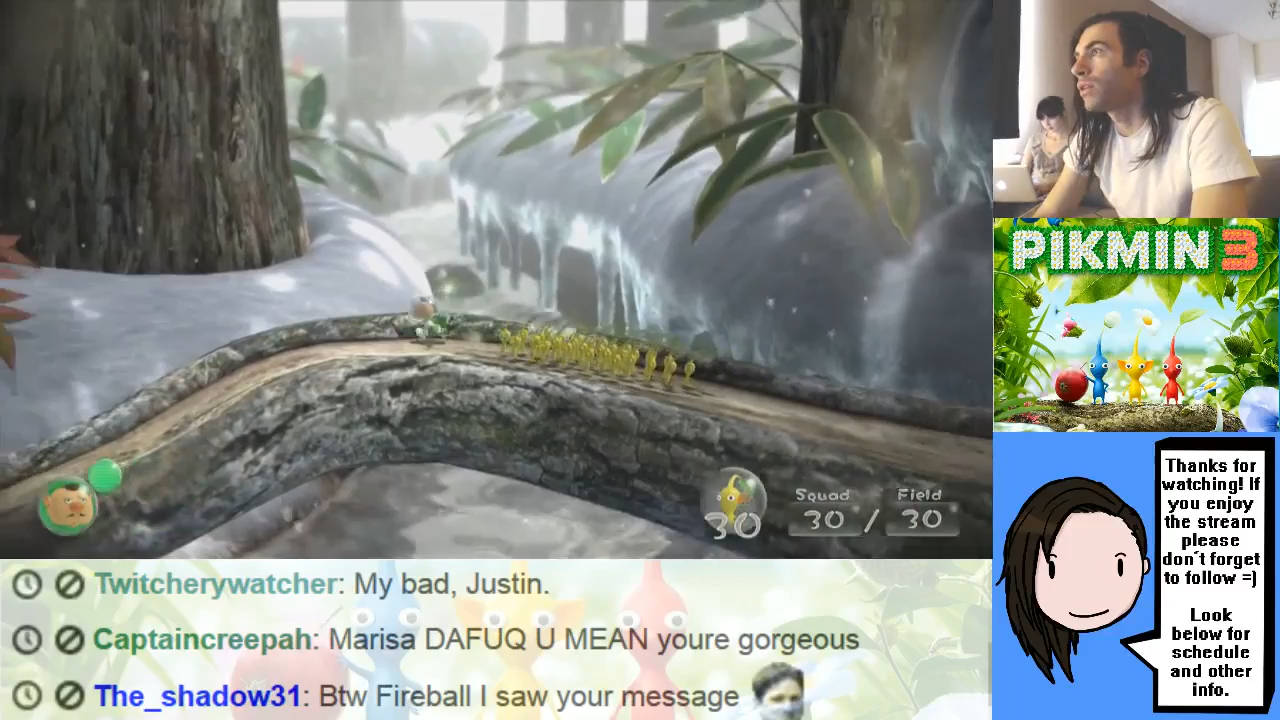 PIKMIN 3
Thanks for
watching! If
you enjoy
the stream
please
don´t forget
to follow =)
Look
below for
schedule
and other
info.
30
Squad
30
/
Field
30
Twitcherywatcher: My bad, Justin.
Captaincreepah: Marisa DAFUQ U MEAN youre gorgeous
The_shadow31: Btw Fireball I saw your message